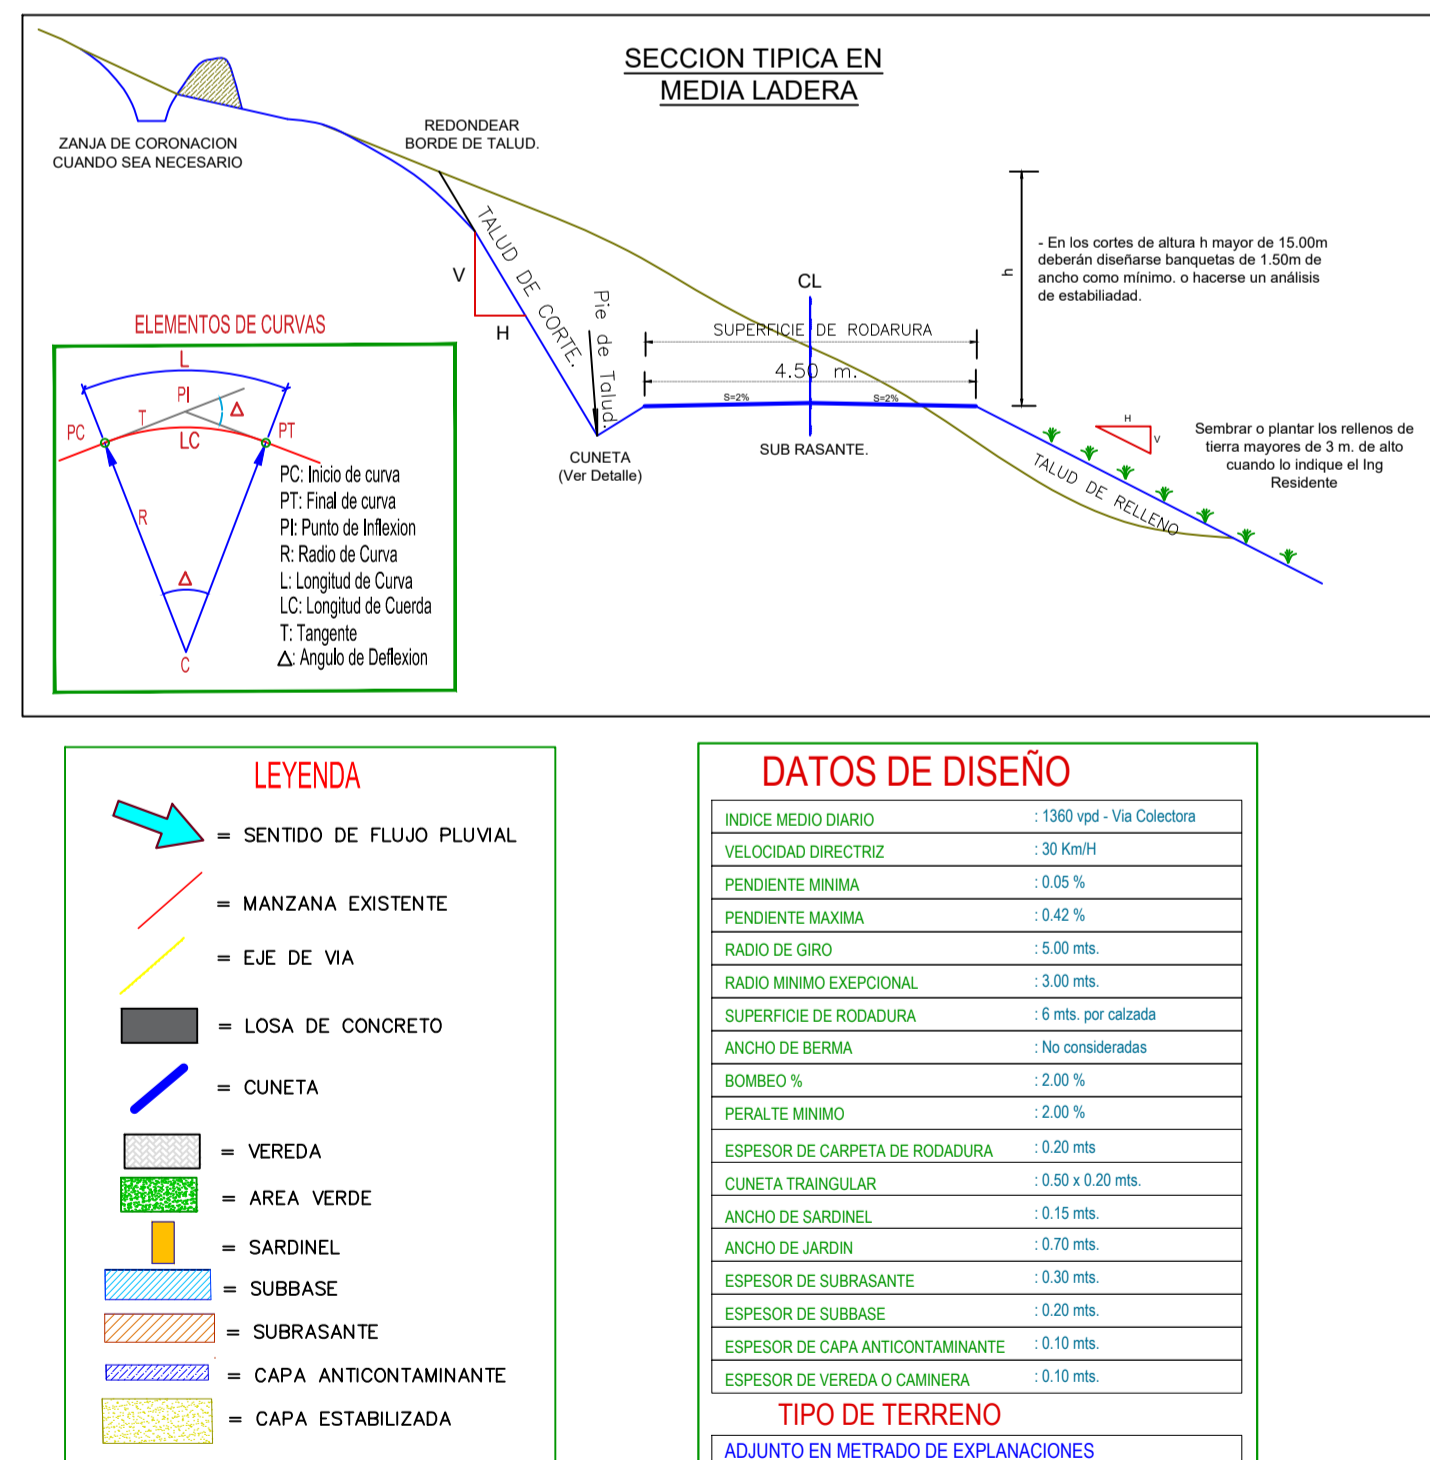 SECCION TIPICA EN
MEDIA LADERA
ZANJA DE CORONACION
CUANDO SEA NECESARIO
REDONDEAR
BORDE DE TALUD.
TALUD DE CORTE.
V
H
Pie de Talud.
CL
SUPERFICIE DE RODARURA
4.50 m.
S=2%
S=2%
CUNETA
(Ver Detalle)
SUB RASANTE.
h
- En los cortes de altura h mayor de 15.00m
deberán diseñarse banquetas de 1.50m de
ancho como mínimo. o hacerse un análisis
de estabiliadad.
H
V
TALUD DE RELLENO
Sembrar o plantar los rellenos de
tierra mayores de 3 m. de alto
cuando lo indique el Ing
Residente
ELEMENTOS DE CURVAS
L
PI
T
Δ
PC
LC
PT
R
Δ
C
PC: Inicio de curva
PT: Final de curva
PI: Punto de Inflexion
R: Radio de Curva
L: Longitud de Curva
LC: Longitud de Cuerda
T: Tangente
Δ: Angulo de Deflexion
LEYENDA
= SENTIDO DE FLUJO PLUVIAL
= MANZANA EXISTENTE
= EJE DE VIA
= LOSA DE CONCRETO
= CUNETA
= VEREDA
= AREA VERDE
= SARDINEL
= SUBBASE
= SUBRASANTE
= CAPA ANTICONTAMINANTE
= CAPA ESTABILIZADA
DATOS DE DISEÑO
INDICE MEDIO DIARIO : 1360 vpd - Via Colectora
VELOCIDAD DIRECTRIZ : 30 Km/H
PENDIENTE MINIMA : 0.05 %
PENDIENTE MAXIMA : 0.42 %
RADIO DE GIRO : 5.00 mts.
RADIO MINIMO EXEPCIONAL : 3.00 mts.
SUPERFICIE DE RODADURA : 6 mts. por calzada
ANCHO DE BERMA : No consideradas
BOMBEO % : 2.00 %
PERALTE MINIMO : 2.00 %
ESPESOR DE CARPETA DE RODADURA : 0.20 mts
CUNETA TRAINGULAR : 0.50 x 0.20 mts.
ANCHO DE SARDINEL : 0.15 mts.
ANCHO DE JARDIN : 0.70 mts.
ESPESOR DE SUBRASANTE : 0.30 mts.
ESPESOR DE SUBBASE : 0.20 mts.
ESPESOR DE CAPA ANTICONTAMINANTE : 0.10 mts.
ESPESOR DE VEREDA O CAMINERA : 0.10 mts.
TIPO DE TERRENO
ADJUNTO EN METRADO DE EXPLANACIONES